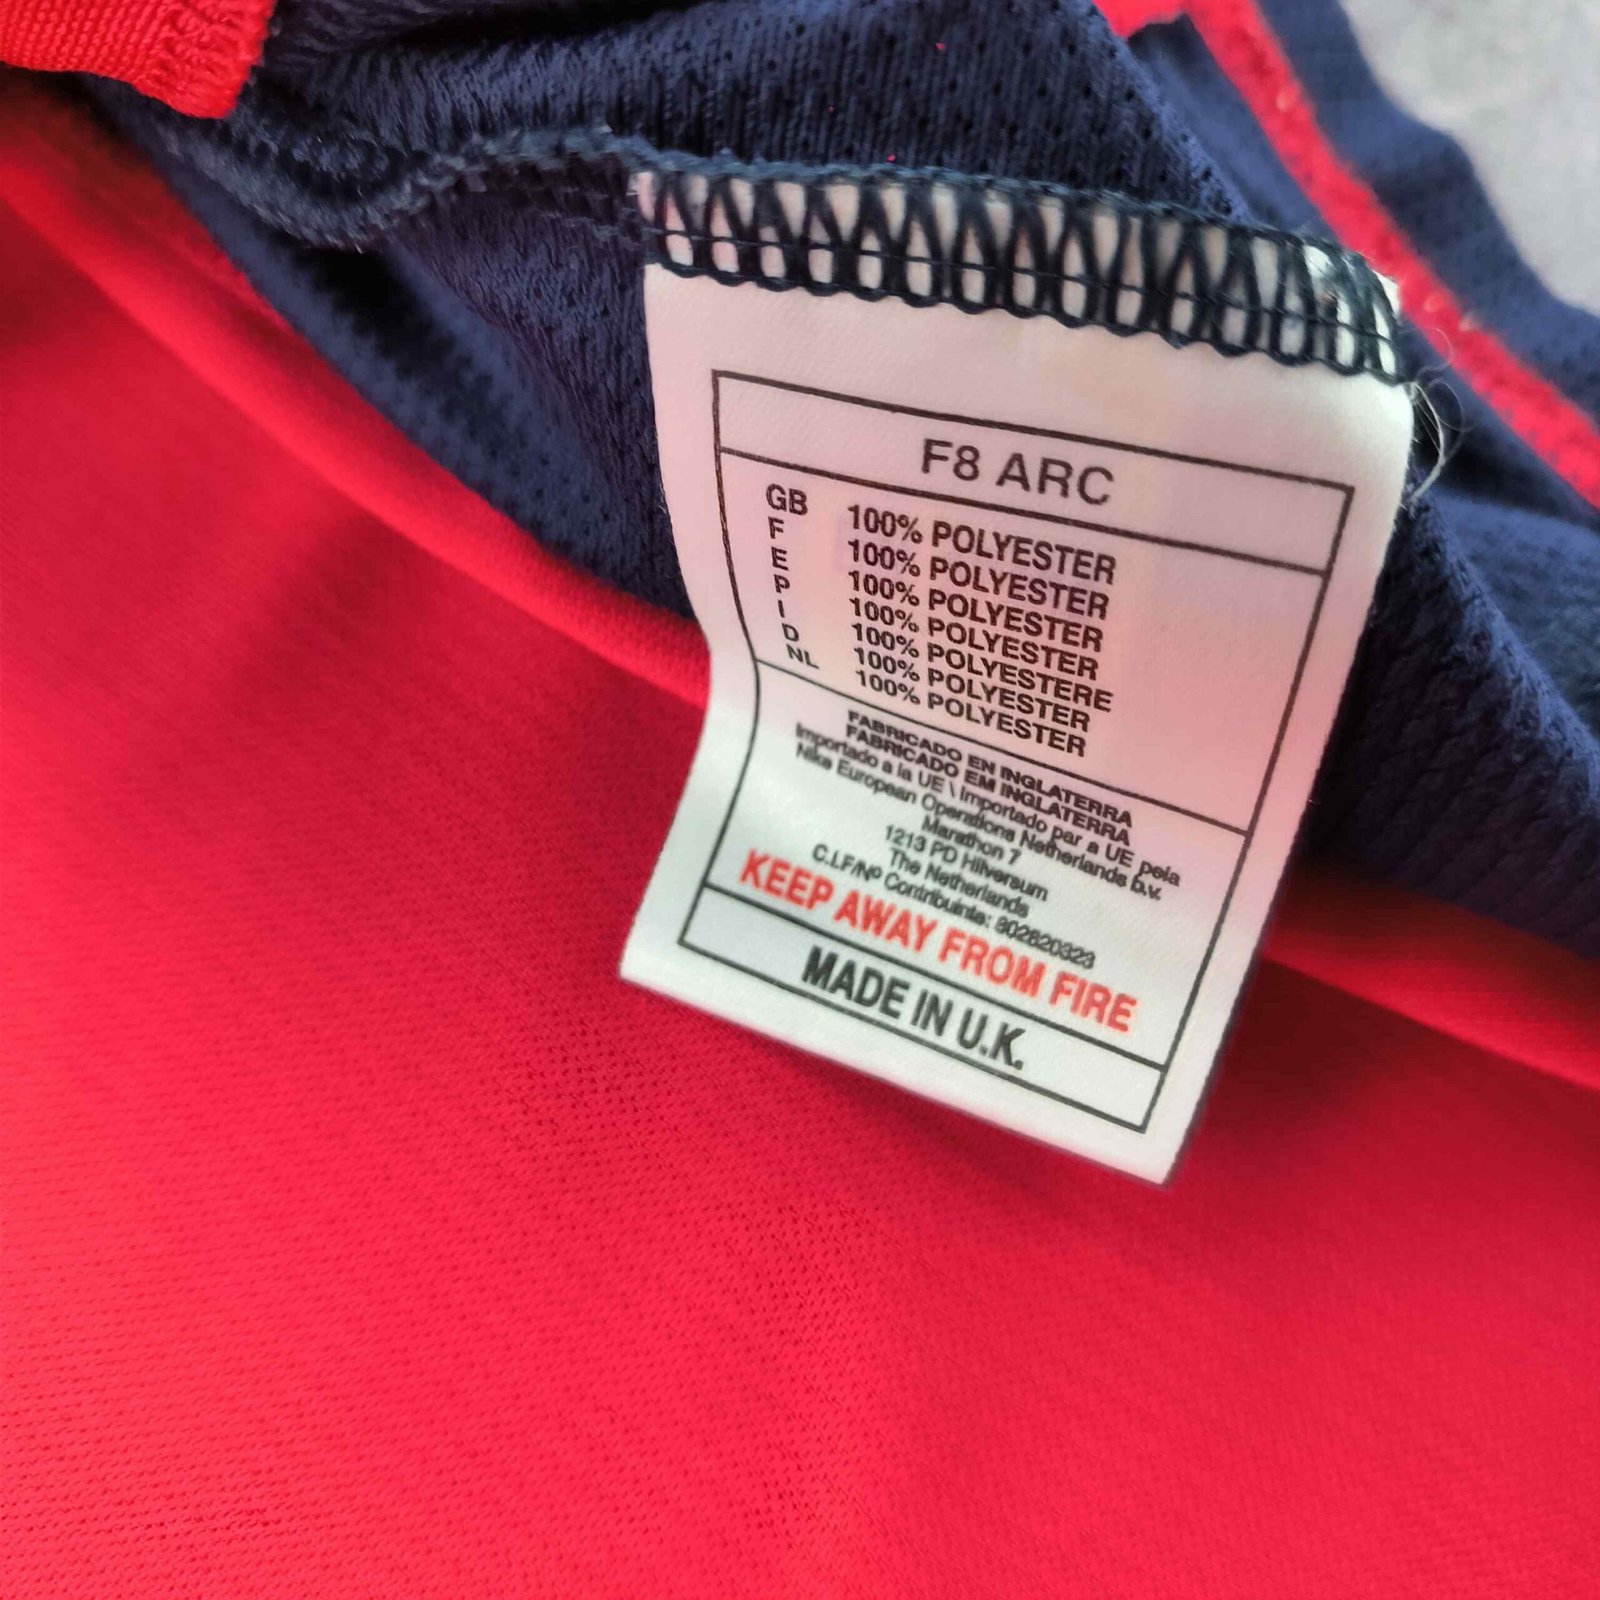 F8 ARC
GB 100% POLYESTER
F 100% POLYESTER
E 100% POLYESTER
P 100% POLYESTER
I 100% POLYESTERE
D 100% POLYESTER
NL 100% POLYESTER
FABRICADO EN INGLATERRA
FABRICADO EM INGLATERRA
Importado a la UE \ Importado par a UE pela
Nike European Operations Netherlands b.v.
Marathon 7
1213 PD Hilversum
The Netherlands
C.I.F/Nº Contribuinte: 802820323
KEEP AWAY FROM FIRE
MADE IN U.K.